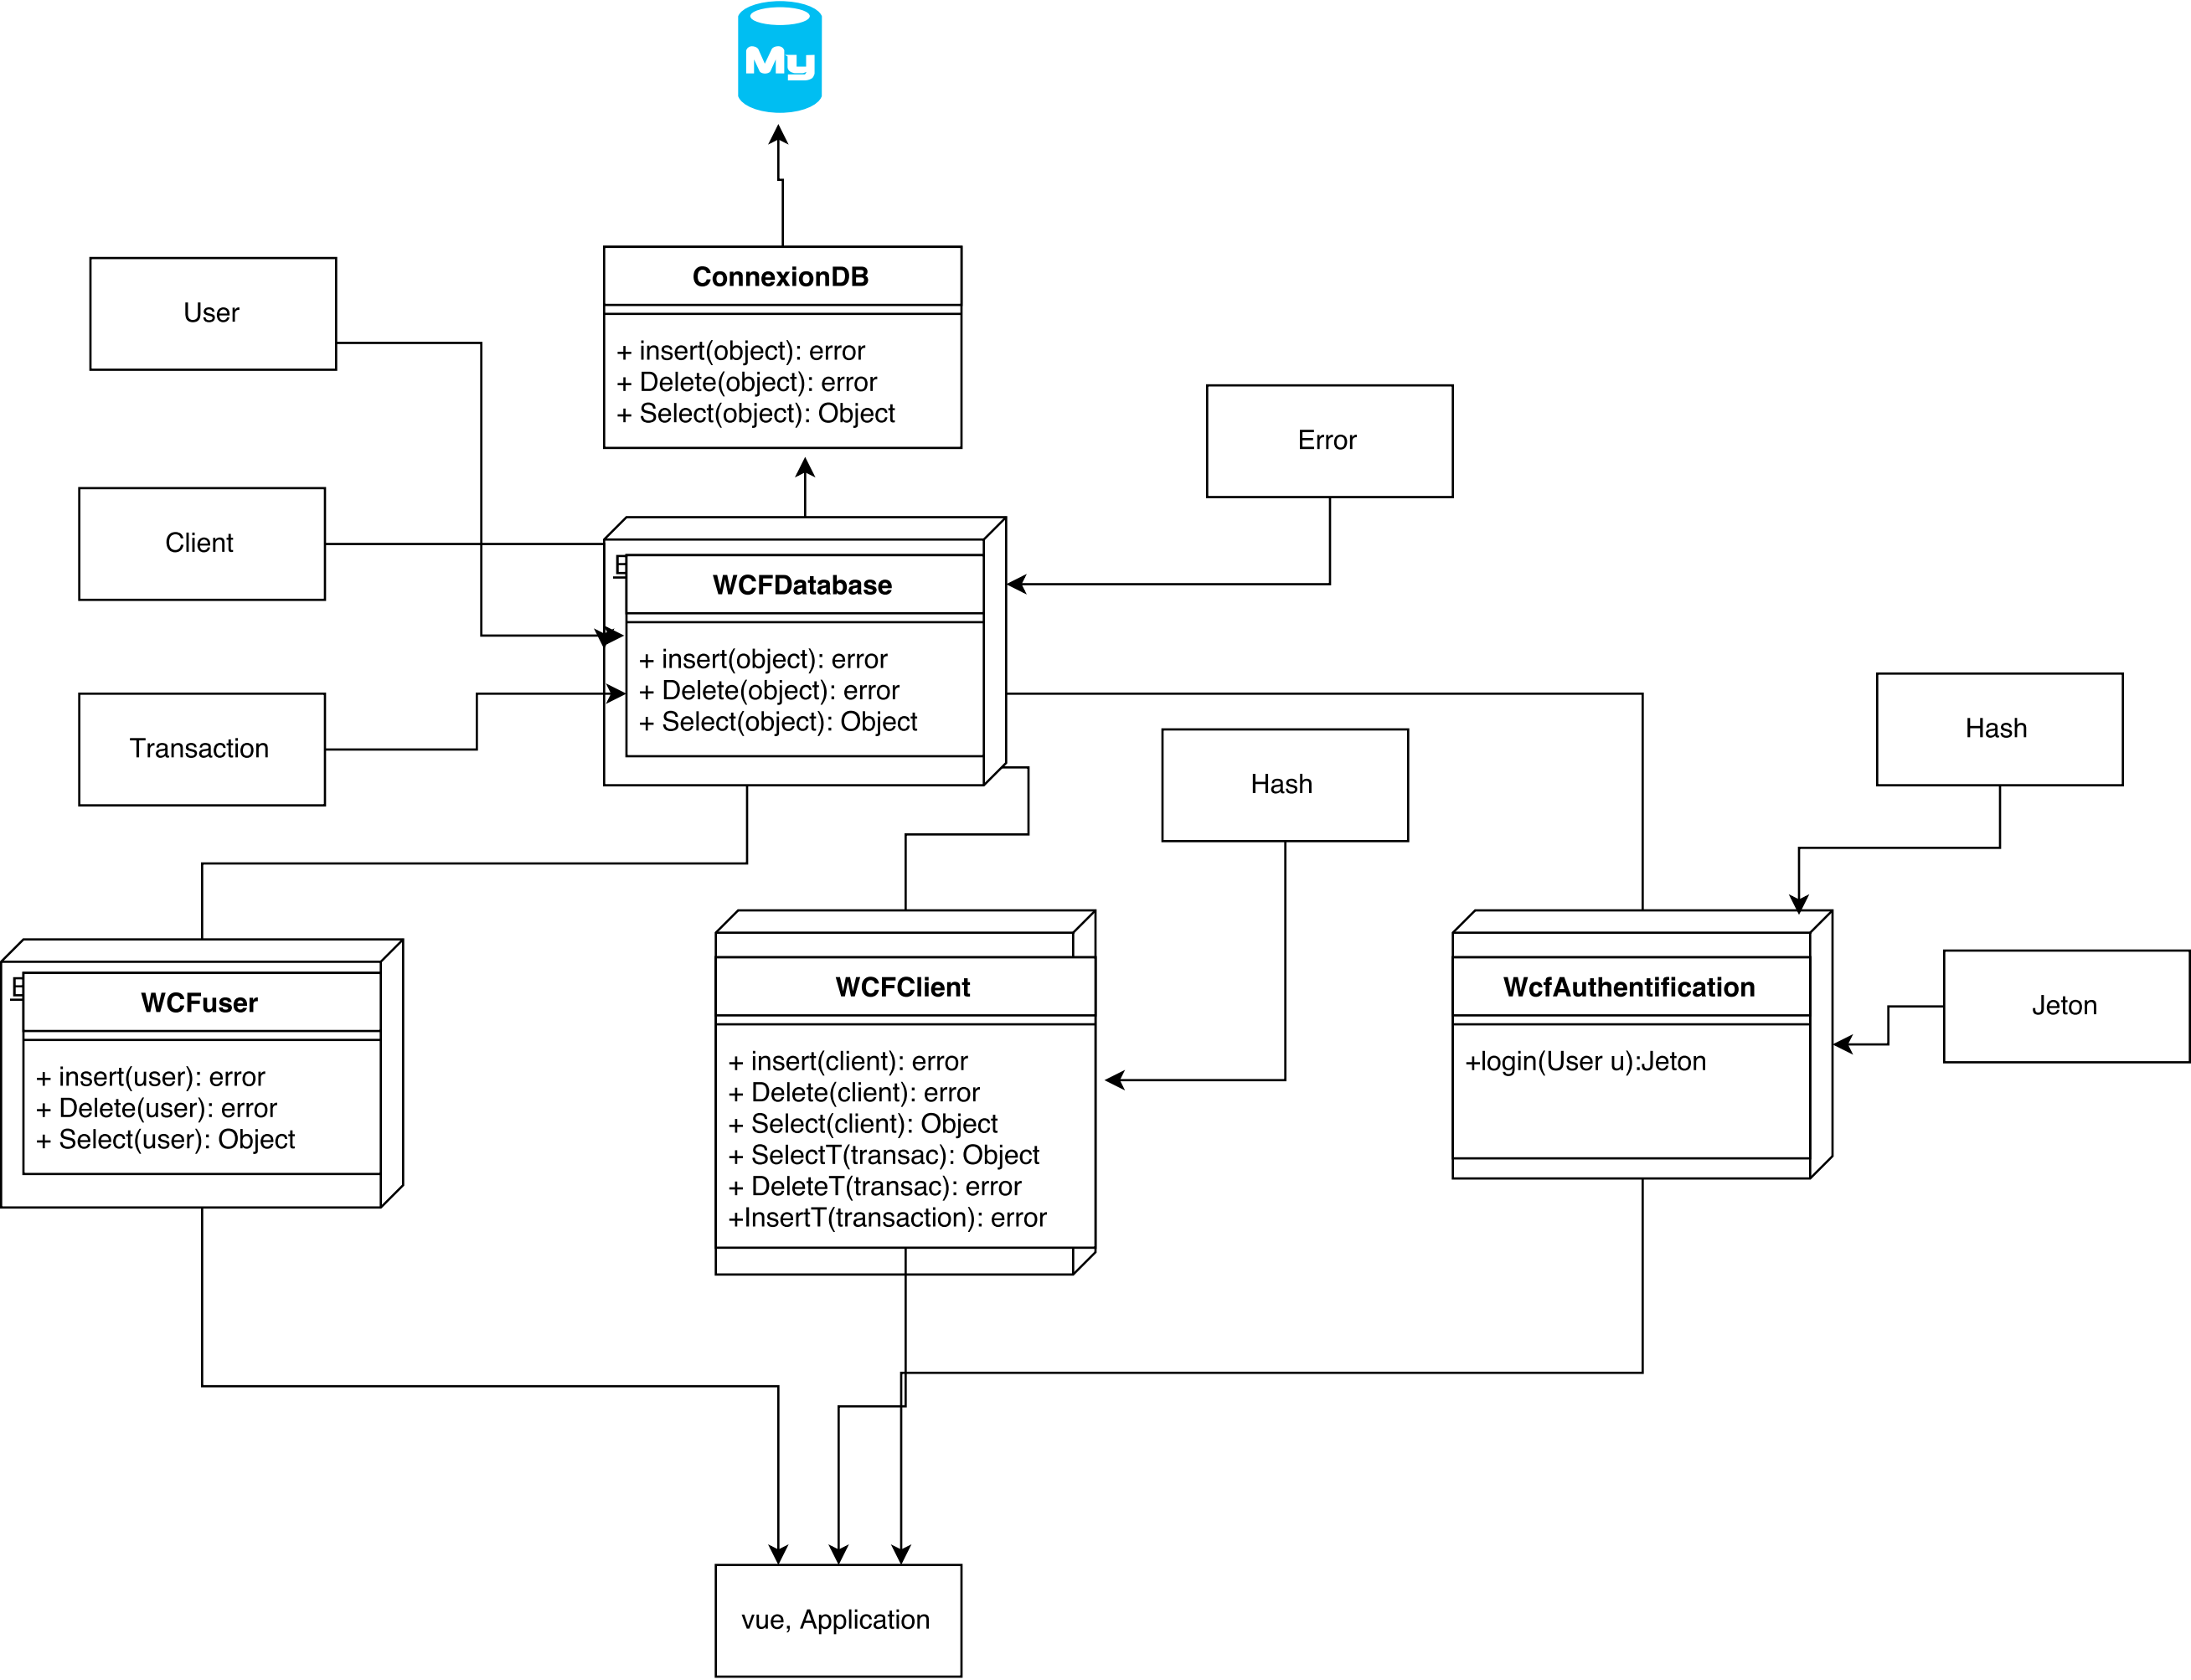 My
ConnexionDB
+ insert(object): error
+ Delete(object): error
+ Select(object): Object
User
Error
Client
WCFDatabase
+ insert(object): error
+ Delete(object): error
+ Select(object): Object
Transaction
Hash
Hash
WCFuser
+ insert(user): error
+ Delete(user): error
+ Select(user): Object
WCFClient
+ insert(client): error
+ Delete(client): error
+ Select(client): Object
+ SelectT(transac): Object
+ DeleteT(transac): error
+InsertT(transaction): error
WcfAuthentification
+login(User u):Jeton
Jeton
vue, Application